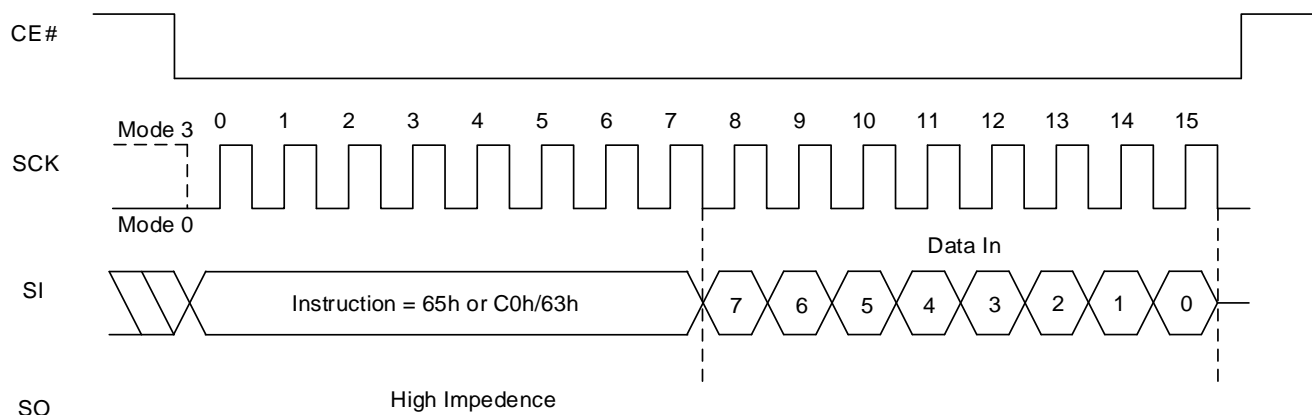 CE#
Mode 3
0 1 2 3 4 5 6 7 8 9 10 11 12 13 14 15
SCK
Mode 0
Data In
SI
Instruction = 65h or C0h/63h
7 6 5 4 3 2 1 0
High Impedence
SO